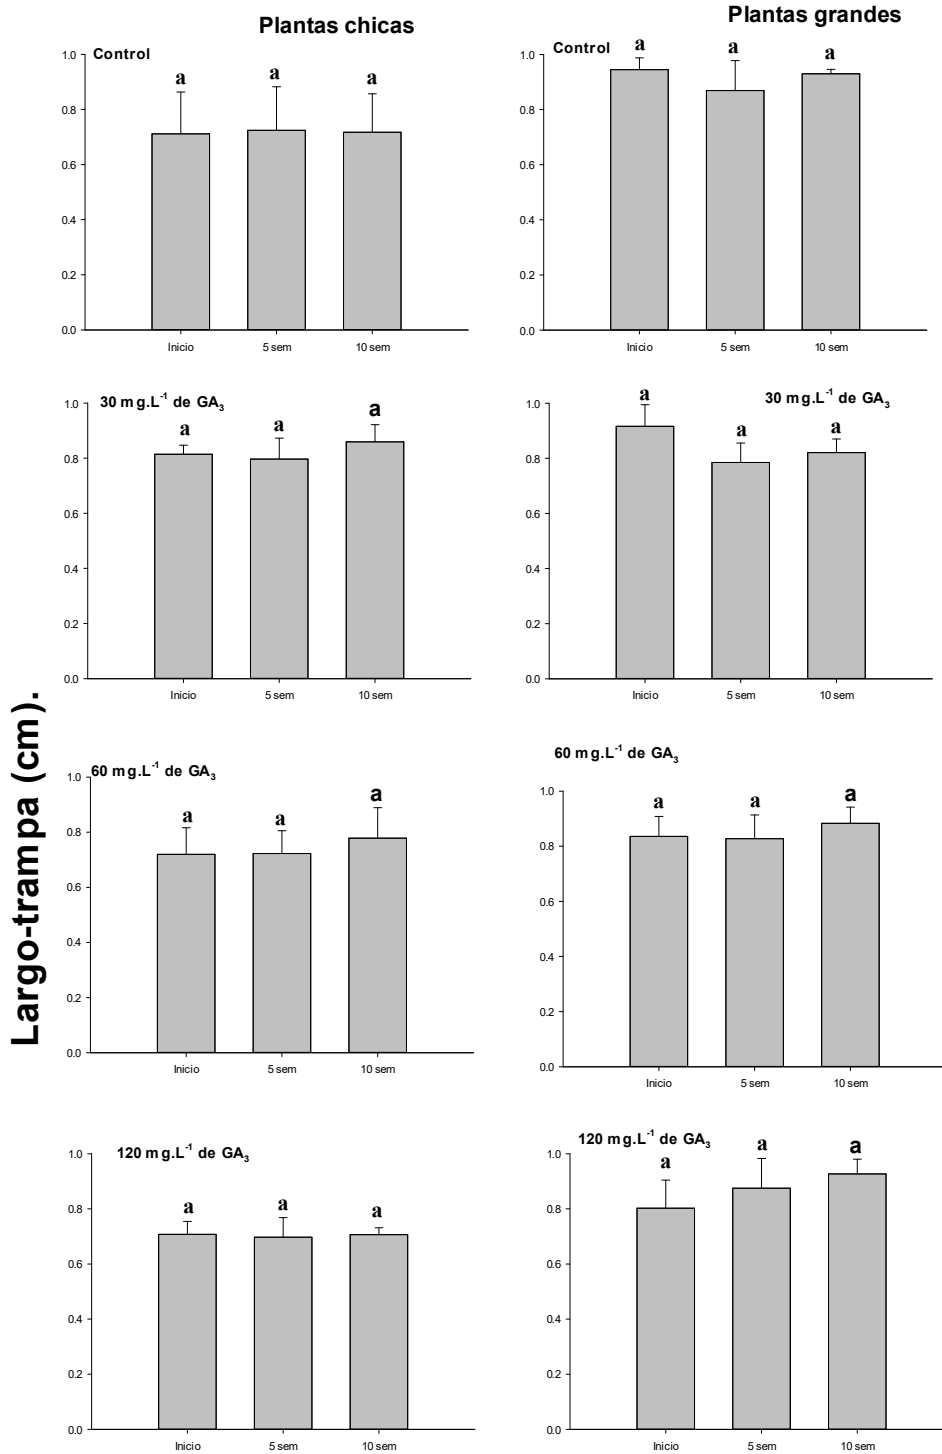 Plantas chicas
Plantas grandes
Largo-trampa (cm).
Control
a a a
1.0
0.8
0.6
0.4
0.2
0.0
Inicio 5 sem 10 sem
Control
a a a
1.0
0.8
0.6
0.4
0.2
0.0
Inicio 5 sem 10 sem
30 mg.L⁻¹ de GA₃
a a a
1.0
0.8
0.6
0.4
0.2
0.0
Inicio 5 sem 10 sem
30 mg.L⁻¹ de GA₃
a a a
1.0
0.8
0.6
0.4
0.2
0.0
Inicio 5 sem 10 sem
60 mg.L⁻¹ de GA₃
a a a
1.0
0.8
0.6
0.4
0.2
0.0
Inicio 5 sem 10 sem
60 mg.L⁻¹ de GA₃
a a a
1.0
0.8
0.6
0.4
0.2
0.0
Inicio 5 sem 10 sem
120 mg.L⁻¹ de GA₃
a a a
1.0
0.8
0.6
0.4
0.2
0.0
Inicio 5 sem 10 sem
120 mg.L⁻¹ de GA₃
a a a
1.0
0.8
0.6
0.4
0.2
0.0
Inicio 5 sem 10 sem